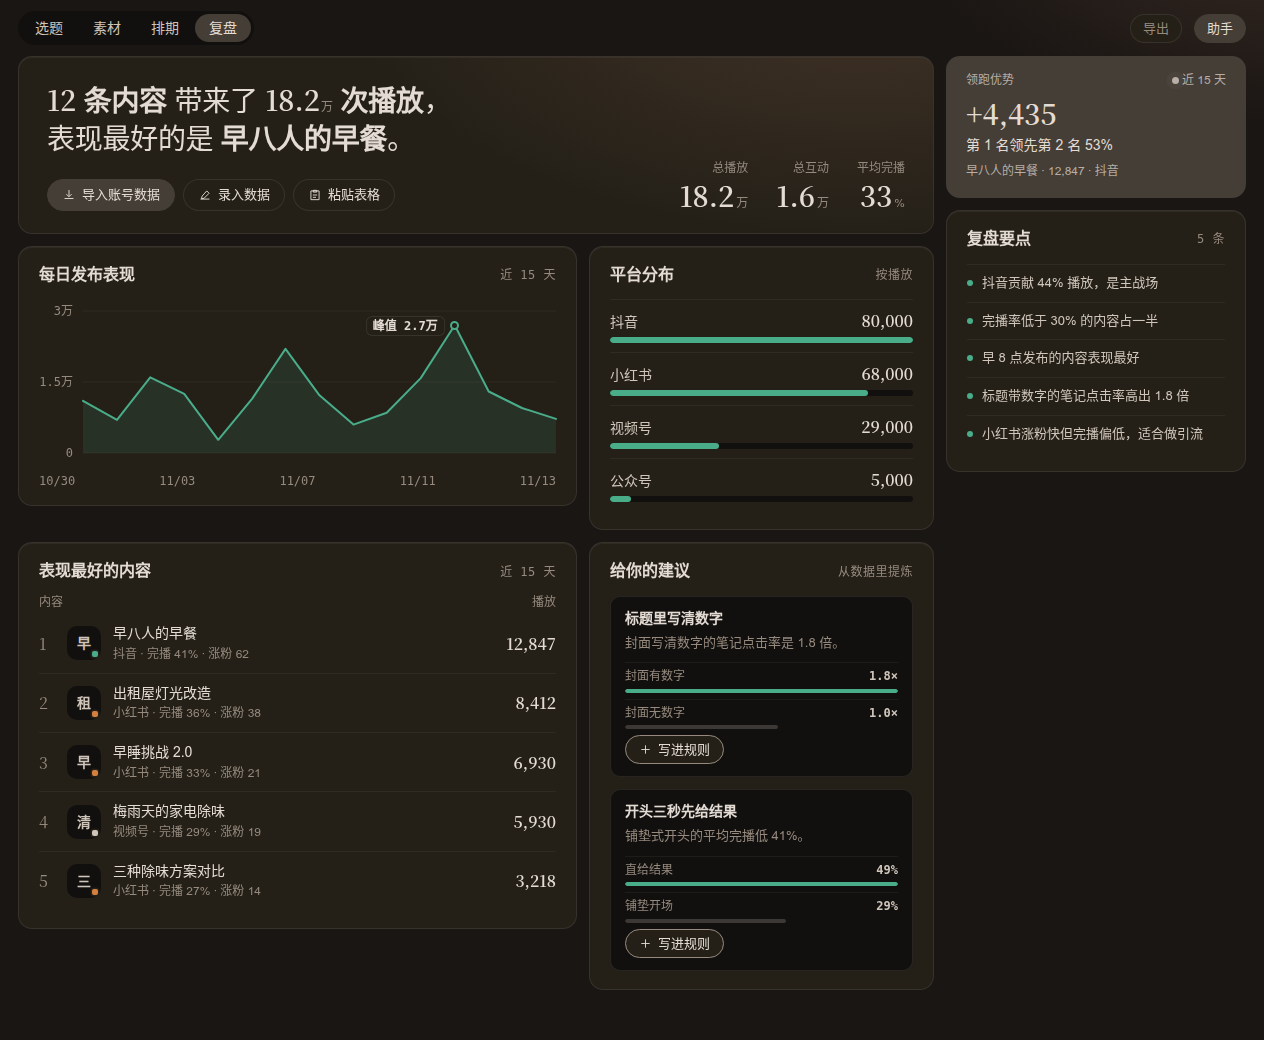 选题 素材 排期 复盘 导出 助手
12 条内容 带来了 18.2万 次播放，
表现最好的是 早八人的早餐。
导入账号数据 录入数据 粘贴表格
总播放 总互动 平均完播
18.2万 1.6万 33%
领跑优势 近 15 天
+4,435
第 1 名领先第 2 名 53%
早八人的早餐 · 12,847 · 抖音
每日发布表现 近 15 天
3万
峰值 2.7万
1.5万
0
10/30 11/03 11/07 11/11 11/13
平台分布 按播放
抖音 80,000
小红书 68,000
视频号 29,000
公众号 5,000
复盘要点 5 条
抖音贡献 44% 播放，是主战场
完播率低于 30% 的内容占一半
早 8 点发布的内容表现最好
标题带数字的笔记点击率高出 1.8 倍
小红书涨粉快但完播偏低，适合做引流
表现最好的内容 近 15 天
内容 播放
1 早 早八人的早餐 12,847
抖音 · 完播 41% · 涨粉 62
2 租 出租屋灯光改造 8,412
小红书 · 完播 36% · 涨粉 38
3 早 早睡挑战 2.0 6,930
小红书 · 完播 33% · 涨粉 21
4 清 梅雨天的家电除味 5,930
视频号 · 完播 29% · 涨粉 19
5 三 三种除味方案对比 3,218
小红书 · 完播 27% · 涨粉 14
给你的建议 从数据里提炼
标题里写清数字
封面写清数字的笔记点击率是 1.8 倍。
封面有数字 1.8×
封面无数字 1.0×
＋ 写进规则
开头三秒先给结果
铺垫式开头的平均完播低 41%。
直给结果 49%
铺垫开场 29%
＋ 写进规则